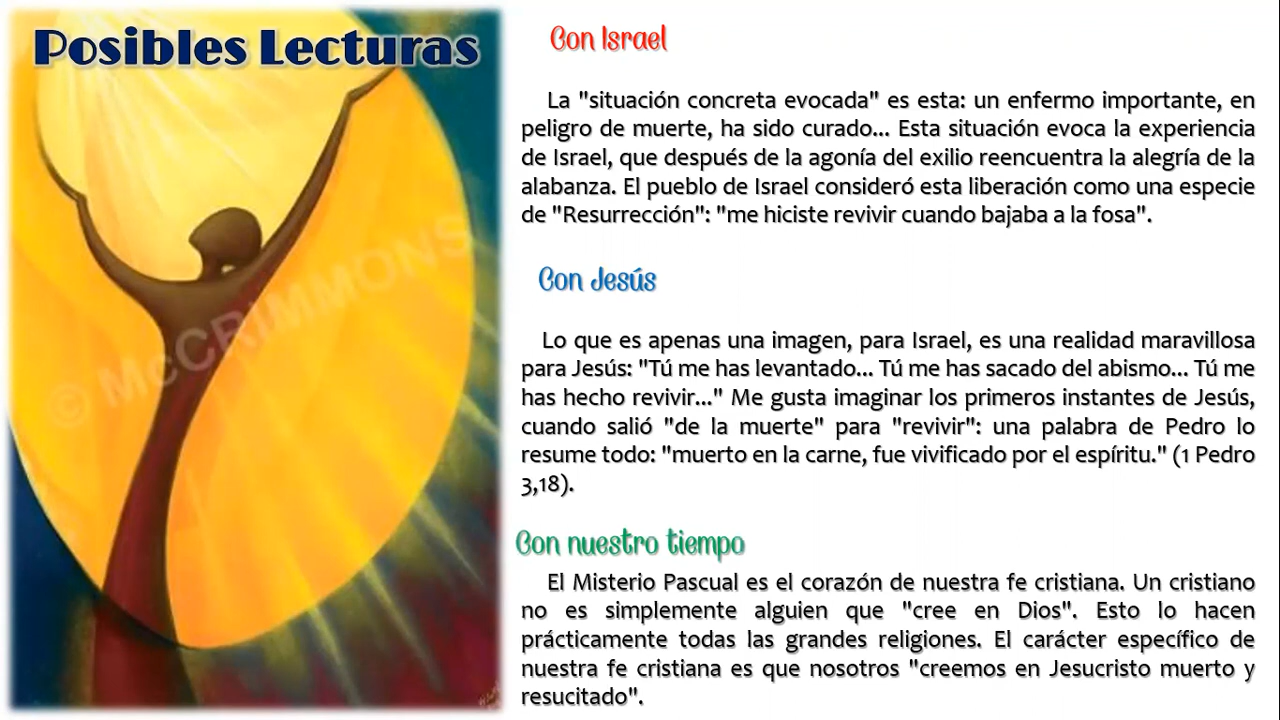 Posibles Lecturas
© McCRIMMONS
Con Israel
La "situación concreta evocada" es esta: un enfermo importante, en
peligro de muerte, ha sido curado... Esta situación evoca la experiencia
de Israel, que después de la agonía del exilio reencuentra la alegría de la
alabanza. El pueblo de Israel consideró esta liberación como una especie
de "Resurrección": "me hiciste revivir cuando bajaba a la fosa".
Con Jesús
Lo que es apenas una imagen, para Israel, es una realidad maravillosa
para Jesús: "Tú me has levantado... Tú me has sacado del abismo... Tú me
has hecho revivir..." Me gusta imaginar los primeros instantes de Jesús,
cuando salió "de la muerte" para "revivir": una palabra de Pedro lo
resume todo: "muerto en la carne, fue vivificado por el espíritu." (1 Pedro
3,18).
Con nuestro tiempo
El Misterio Pascual es el corazón de nuestra fe cristiana. Un cristiano
no es simplemente alguien que "cree en Dios". Esto lo hacen
prácticamente todas las grandes religiones. El carácter específico de
nuestra fe cristiana es que nosotros "creemos en Jesucristo muerto y
resucitado".